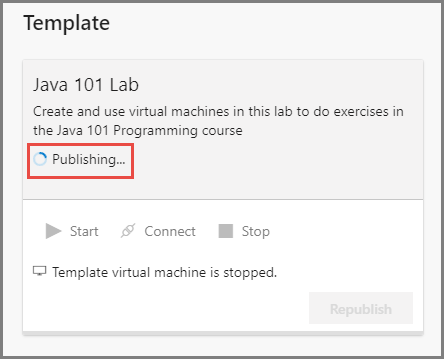 Template
Java 101 Lab
Create and use virtual machines in this lab to do exercises in
the Java 101 Programming course
Publishing...
Start Connect Stop
Template virtual machine is stopped.
Republish